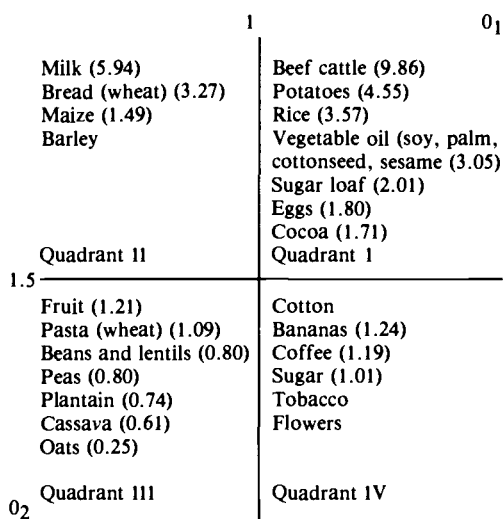 1
0₁
Milk (5.94)
Bread (wheat) (3.27)
Maize (1.49)
Barley
Quadrant II
Beef cattle (9.86)
Potatoes (4.55)
Rice (3.57)
Vegetable oil (soy, palm,
cottonseed, sesame (3.05)
Sugar loaf (2.01)
Eggs (1.80)
Cocoa (1.71)
Quadrant I
1.5
Fruit (1.21)
Pasta (wheat) (1.09)
Beans and lentils (0.80)
Peas (0.80)
Plantain (0.74)
Cassava (0.61)
Oats (0.25)
Quadrant III
Cotton
Bananas (1.24)
Coffee (1.19)
Sugar (1.01)
Tobacco
Flowers
Quadrant IV
0₂